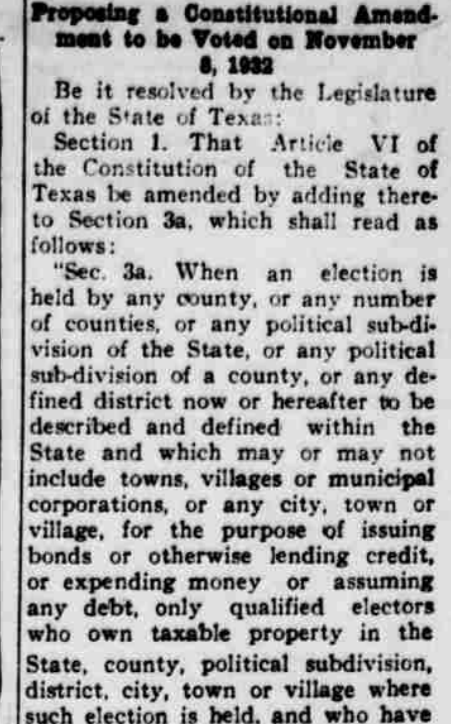 Proposing a Constitutional Amend-
ment to be Voted on November
8, 1932
Be it resolved by the Legislature
of the State of Texas:
Section 1. That Article VI of
the Constitution of the State of
Texas be amended by adding there-
to Section 3a, which shall read as
follows:
"Sec. 3a. When an election is
held by any county, or any number
of counties, or any political sub-di-
vision of the State, or any political
sub-division of a county, or any de-
fined district now or hereafter to be
described and defined within the
State and which may or may not
include towns, villages or municipal
corporations, or any city, town or
village, for the purpose of issuing
bonds or otherwise lending credit,
or expending money or assuming
any debt, only qualified electors
who own taxable property in the
State, county, political subdivision,
district, city, town or village where
such election is held, and who have